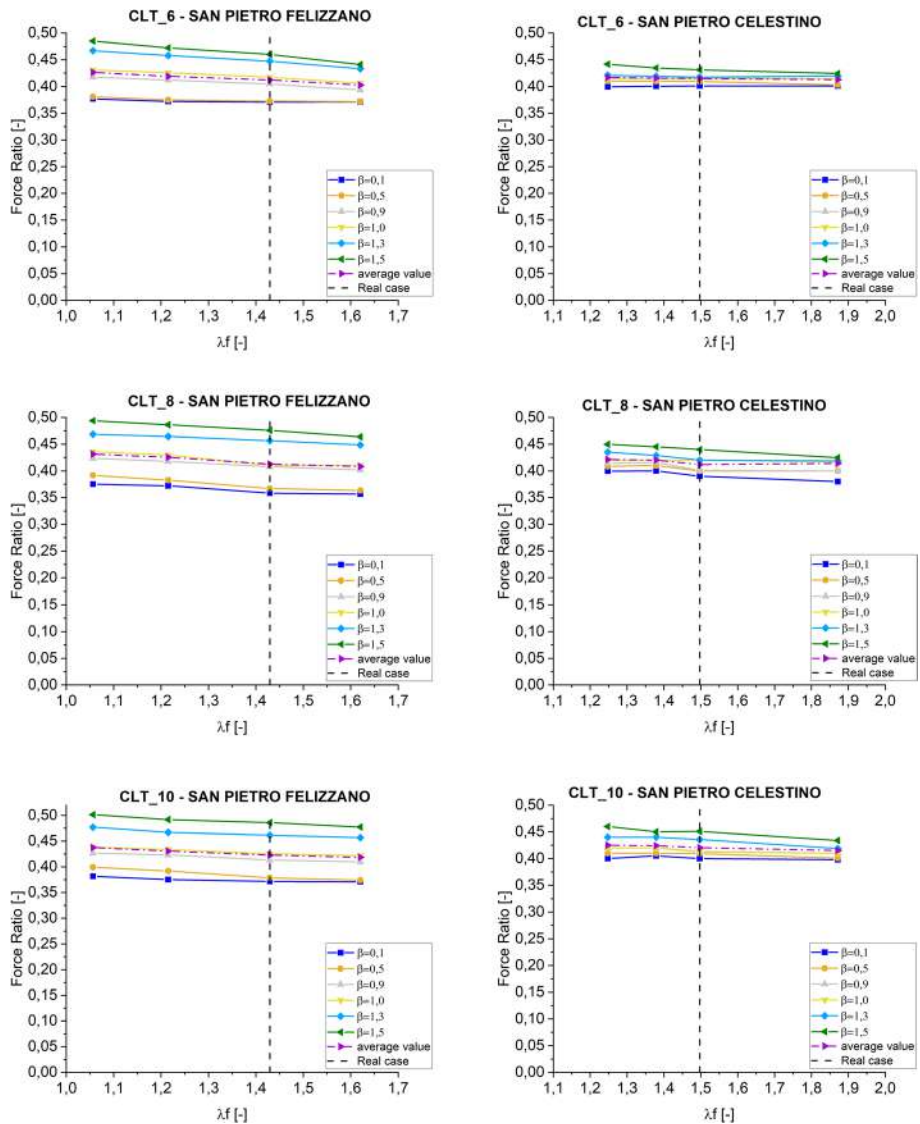 CLT_6 - SAN PIETRO FELIZZANO
0,50
0,45
0,40
0,35
0,30
0,25
0,20
0,15
0,10
0,05
0,00
Force Ratio [-]
β=0,1
β=0,5
β=0,9
β=1,0
β=1,3
β=1,5
average value
Real case
1,0 1,1 1,2 1,3 1,4 1,5 1,6 1,7
λf [-]
CLT_6 - SAN PIETRO CELESTINO
0,50
0,45
0,40
0,35
0,30
0,25
0,20
0,15
0,10
0,05
0,00
Force Ratio [-]
β=0,1
β=0,5
β=0,9
β=1,0
β=1,3
β=1,5
average value
Real case
1,1 1,2 1,3 1,4 1,5 1,6 1,7 1,8 1,9 2,0
λf [-]
CLT_8 - SAN PIETRO FELIZZANO
0,50
0,45
0,40
0,35
0,30
0,25
0,20
0,15
0,10
0,05
0,00
Force Ratio [-]
β=0,1
β=0,5
β=0,9
β=1,0
β=1,3
β=1,5
average value
Real case
1,0 1,1 1,2 1,3 1,4 1,5 1,6 1,7
λf [-]
CLT_8 - SAN PIETRO CELESTINO
0,50
0,45
0,40
0,35
0,30
0,25
0,20
0,15
0,10
0,05
0,00
Force Ratio [-]
β=0,1
β=0,5
β=0,9
β=1,0
β=1,3
β=1,5
average value
Real case
1,1 1,2 1,3 1,4 1,5 1,6 1,7 1,8 1,9 2,0
λf [-]
CLT_10 - SAN PIETRO FELIZZANO
0,50
0,45
0,40
0,35
0,30
0,25
0,20
0,15
0,10
0,05
0,00
Force Ratio [-]
β=0,1
β=0,5
β=0,9
β=1,0
β=1,3
β=1,5
average value
Real case
1,0 1,1 1,2 1,3 1,4 1,5 1,6 1,7
λf [-]
CLT_10 - SAN PIETRO CELESTINO
0,50
0,45
0,40
0,35
0,30
0,25
0,20
0,15
0,10
0,05
0,00
Force Ratio [-]
β=0,1
β=0,5
β=0,9
β=1,0
β=1,3
β=1,5
average value
Real case
1,1 1,2 1,3 1,4 1,5 1,6 1,7 1,8 1,9 2,0
λf [-]